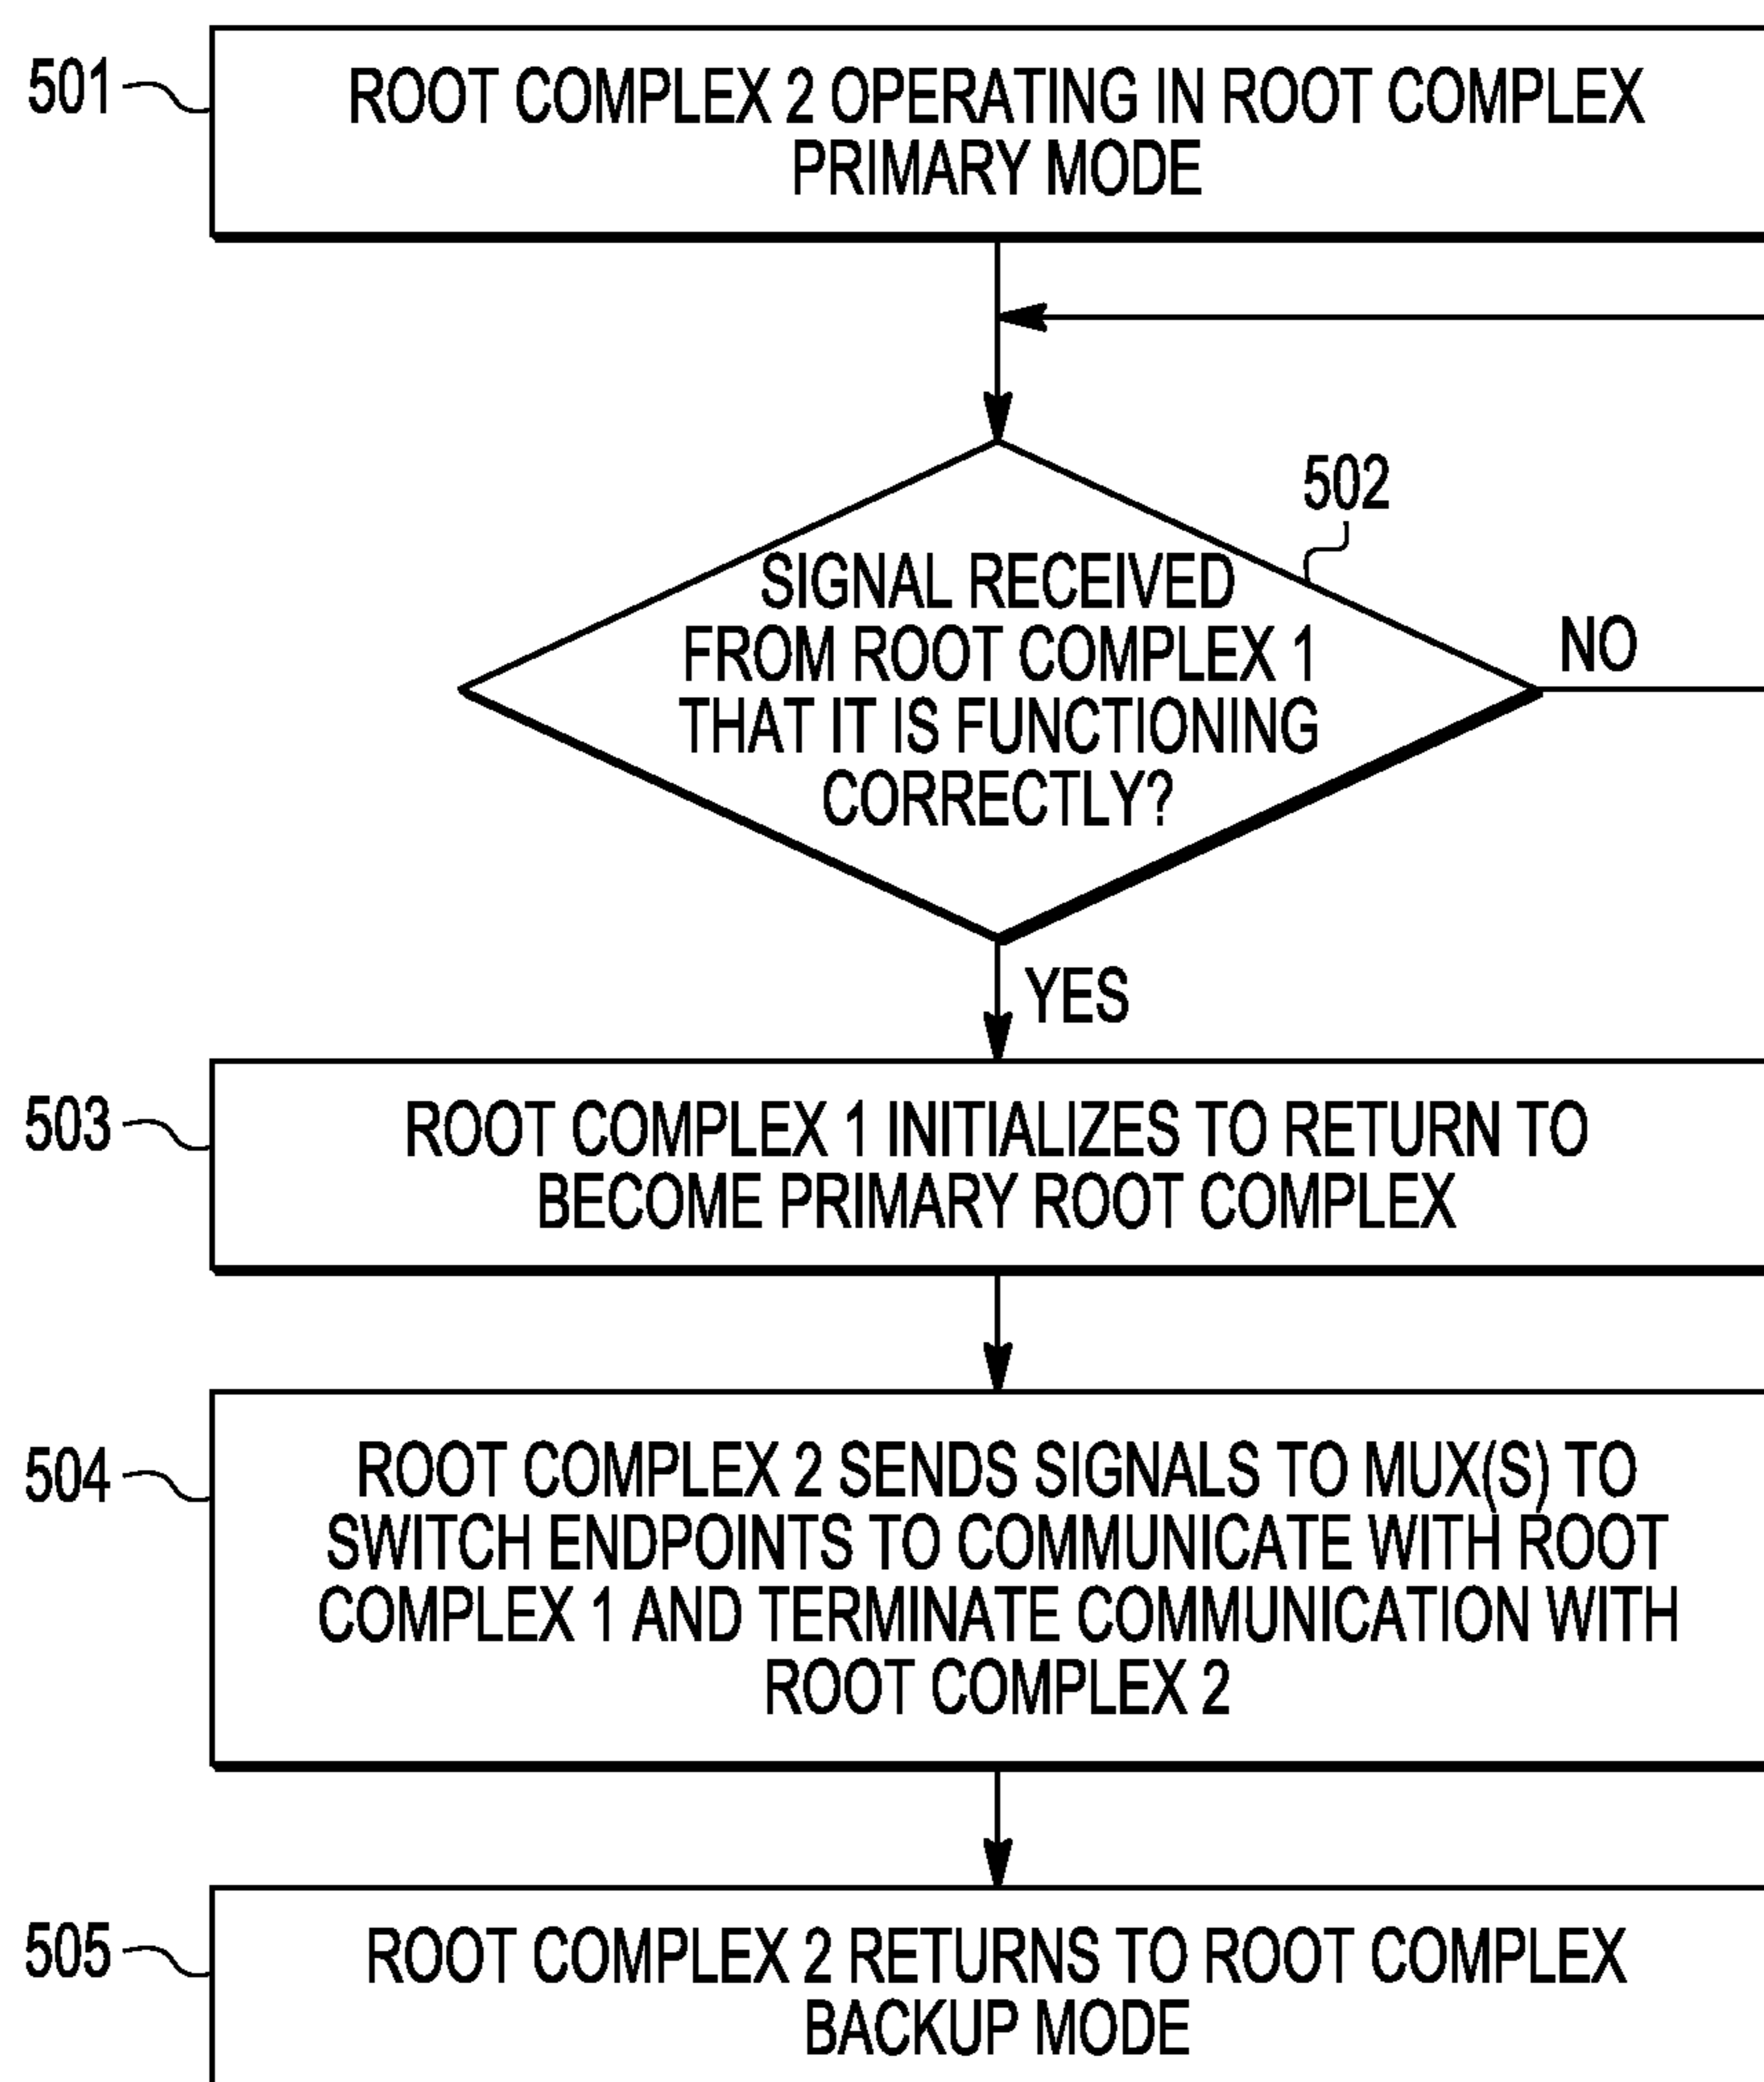 501
ROOT COMPLEX 2 OPERATING IN ROOT COMPLEX
PRIMARY MODE
502
SIGNAL RECEIVED
FROM ROOT COMPLEX 1
THAT IT IS FUNCTIONING
CORRECTLY?
NO
YES
503
ROOT COMPLEX 1 INITIALIZES TO RETURN TO
BECOME PRIMARY ROOT COMPLEX
504
ROOT COMPLEX 2 SENDS SIGNALS TO MUX(S) TO
SWITCH ENDPOINTS TO COMMUNICATE WITH ROOT
COMPLEX 1 AND TERMINATE COMMUNICATION WITH
ROOT COMPLEX 2
505
ROOT COMPLEX 2 RETURNS TO ROOT COMPLEX
BACKUP MODE